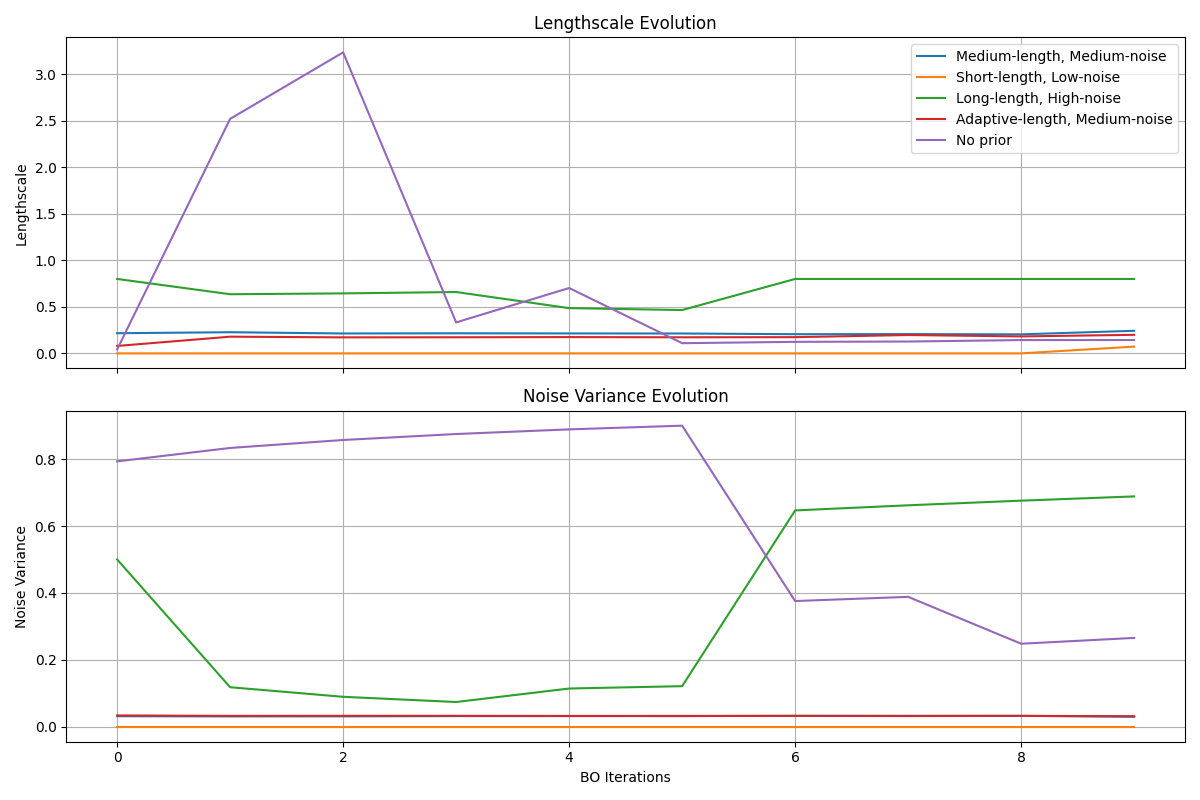 Lengthscale Evolution
3.0
2.5
2.0
1.5
1.0
0.5
0.0
Lengthscale
Medium-length, Medium-noise
Short-length, Low-noise
Long-length, High-noise
Adaptive-length, Medium-noise
No prior
Noise Variance Evolution
0.8
0.6
0.4
0.2
0.0
Noise Variance
0 2 4 6 8
BO Iterations